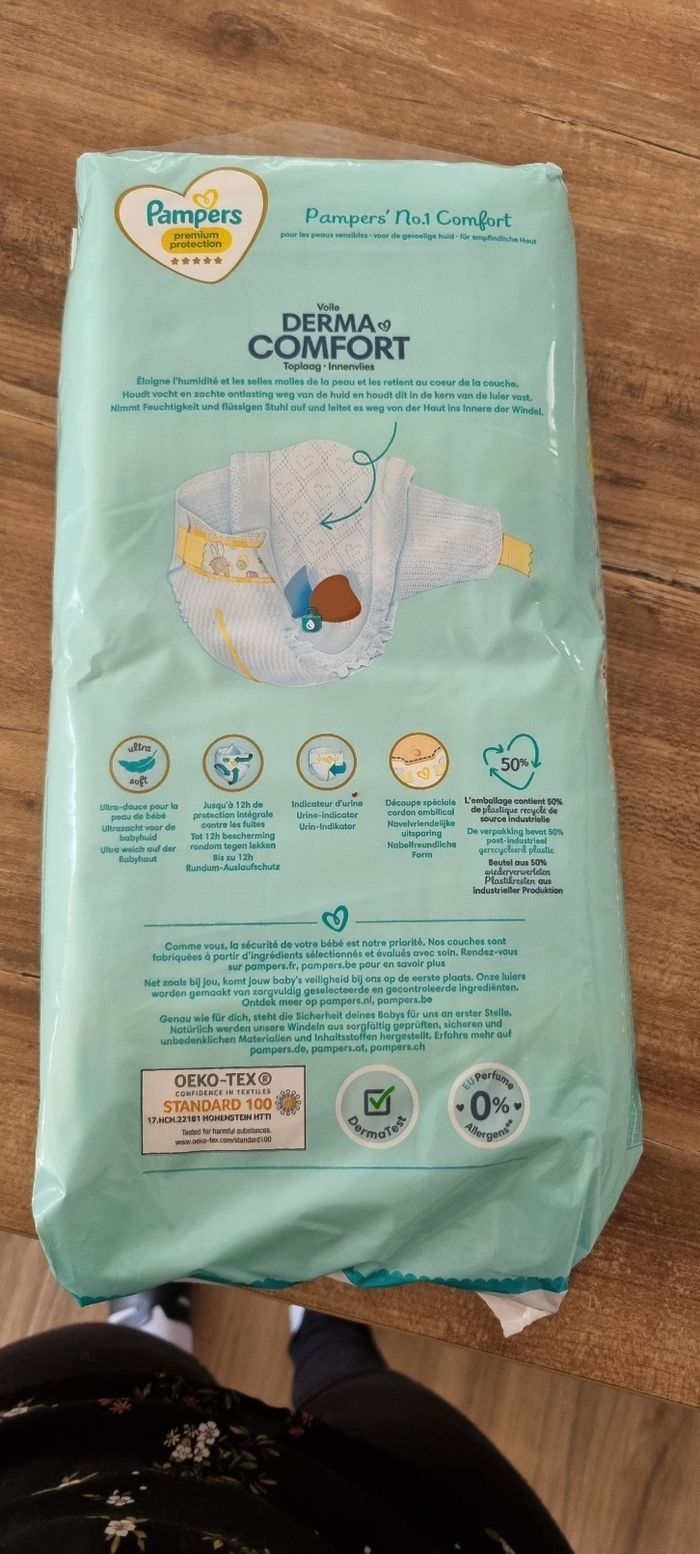 Pampers
premium
protection
Pampers' No.1 Comfort
pour les peaux sensibles · voor de gevoelige huid · für empfindliche Haut
Voile
DERMA
COMFORT
Toplaag · Innenvlies
Éloigne l'humidité et les selles molles de la peau et les retient au coeur de la couche.
Houdt vocht en zachte ontlasting weg van de huid en houdt dit in de kern van de luier vast.
Nimmt Feuchtigkeit und flüssigen Stuhl auf und leitet es weg von der Haut ins Innere der Windel.
ultra
soft
Ultra-douce pour la
peau de bébé
Ultrazacht voor de
babyhuid
Ultra weich auf der
Babyhaut
Jusqu'à 12h de
protection intégrale
contre les fuites
Tot 12h bescherming
rondom tegen lekken
Bis zu 12h
Rundum-Auslaufschutz
Indicateur d'urine
Urine-indicator
Urin-Indikator
Découpe spéciale
cordon ombilical
Navelvriendelijke
uitsparing
Nabelfreundliche
Form
50%
L'emballage contient 50%
de plastique recyclé de
source industrielle
De verpakking bevat 50%
post-industrieel
gerecycleerd plastic
Beutel aus 50%
wiederverwerteten
Plastikresten aus
industrieller Produktion
Comme vous, la sécurité de votre bébé est notre priorité. Nos couches sont
fabriquées à partir d'ingrédients sélectionnés et évalués avec soin. Rendez-vous
sur pampers.fr, pampers.be pour en savoir plus
Net zoals bij jou, komt jouw baby's veiligheid bij ons op de eerste plaats. Onze luiers
worden gemaakt van zorgvuldig geselecteerde en gecontroleerde ingrediënten.
Ontdek meer op pampers.nl, pampers.be
Genau wie für dich, steht die Sicherheit deines Babys für uns an erster Stelle.
Natürlich werden unsere Windeln aus sorgfältig geprüften, sicheren und
unbedenklichen Materialien und Inhaltsstoffen hergestellt. Erfahre mehr auf
pampers.de, pampers.at, pampers.ch
OEKO-TEX®
CONFIDENCE IN TEXTILES
STANDARD 100
17.HCH.22181 HOHENSTEIN HTTI
Tested for harmful substances.
www.oeko-tex.com/standard100
DermaTest
EU Perfume
0%
Allergens**